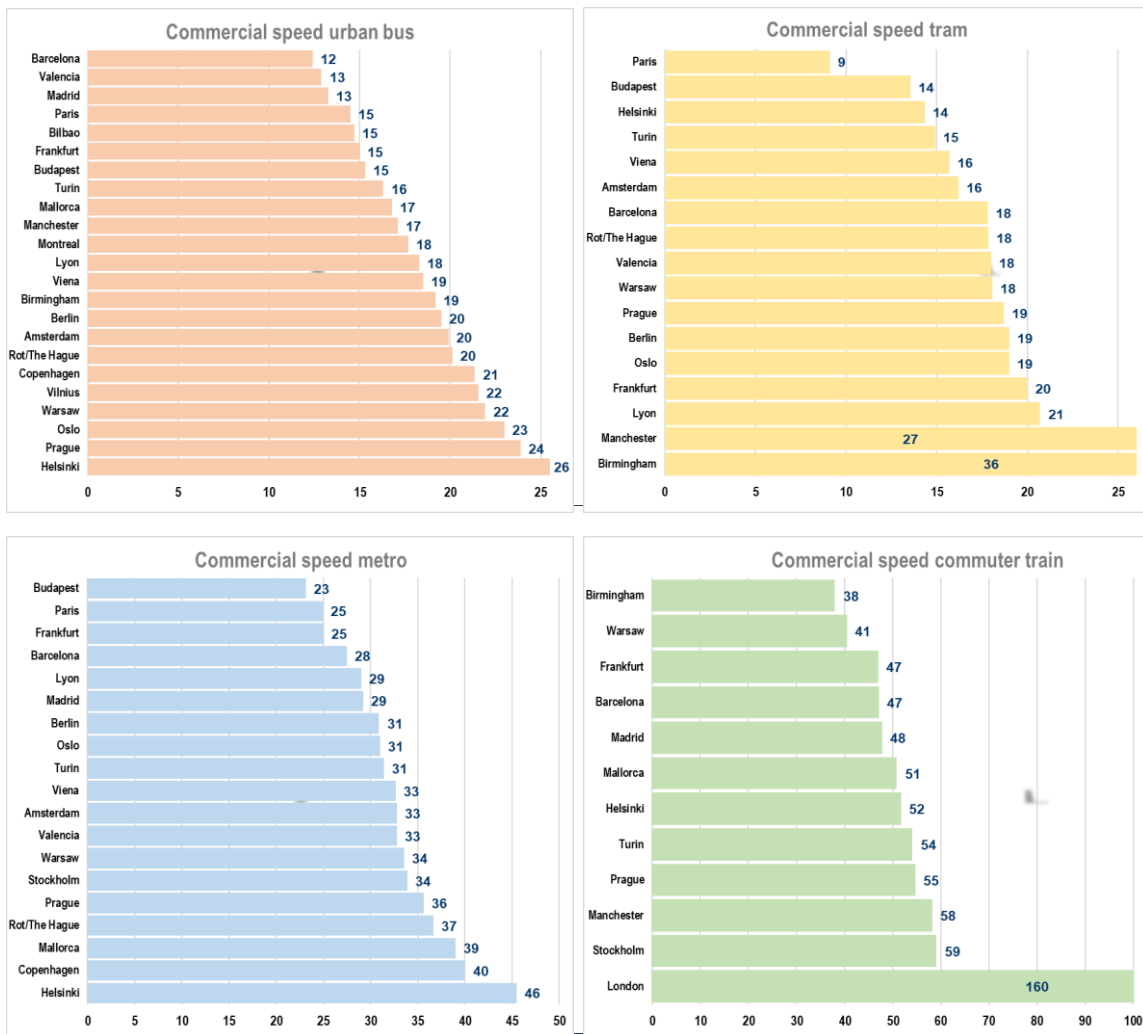 Commercial speed urban bus
Barcelona 12
Valencia 13
Madrid 13
Paris 15
Bilbao 15
Frankfurt 15
Budapest 15
Turin 16
Mallorca 17
Manchester 17
Montreal 18
Lyon 18
Viena 19
Birmingham 19
Berlin 20
Amsterdam 20
Rot/The Hague 20
Copenhagen 21
Vilnius 22
Warsaw 22
Oslo 23
Prague 24
Helsinki 26
0 5 10 15 20 25
Commercial speed tram
Paris 9
Budapest 14
Helsinki 14
Turin 15
Viena 16
Amsterdam 16
Barcelona 18
Rot/The Hague 18
Valencia 18
Warsaw 18
Prague 19
Berlin 19
Oslo 19
Frankfurt 20
Lyon 21
Manchester 27
Birmingham 36
0 5 10 15 20 25
Commercial speed metro
Budapest 23
Paris 25
Frankfurt 25
Barcelona 28
Lyon 29
Madrid 29
Berlin 31
Oslo 31
Turin 31
Viena 33
Amsterdam 33
Valencia 33
Warsaw 34
Stockholm 34
Prague 36
Rot/The Hague 37
Mallorca 39
Copenhagen 40
Helsinki 46
0 5 10 15 20 25 30 35 40 45 50
Commercial speed commuter train
Birmingham 38
Warsaw 41
Frankfurt 47
Barcelona 47
Madrid 48
Mallorca 51
Helsinki 52
Turin 54
Prague 55
Manchester 58
Stockholm 59
London 160
0 10 20 30 40 50 60 70 80 90 100